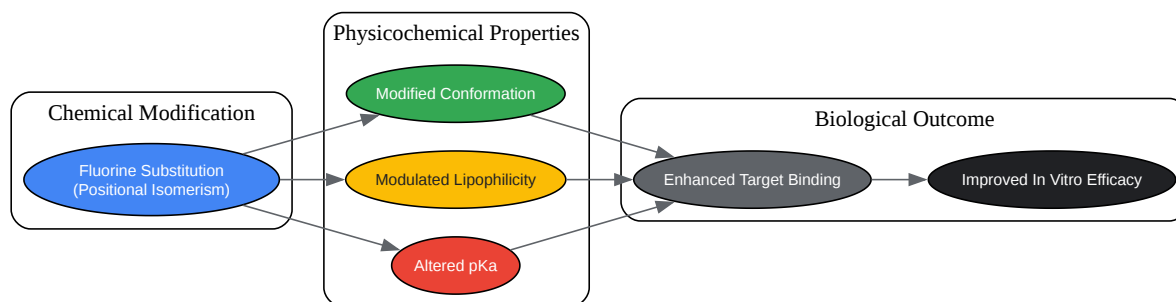 Chemical Modification
Fluorine Substitution
(Positional Isomerism)
Physicochemical Properties
Modified Conformation
Modulated Lipophilicity
Altered pKa
Biological Outcome
Enhanced Target Binding
Improved In Vitro Efficacy